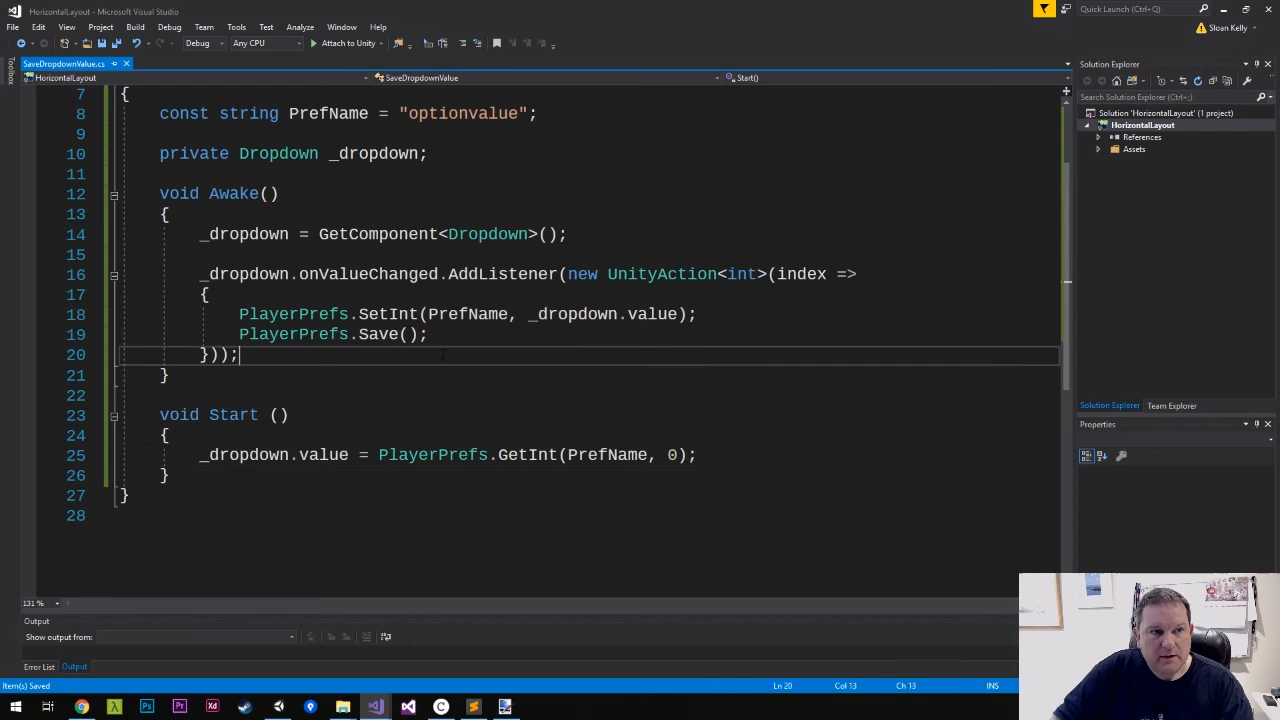 HorizontalLayout - Microsoft Visual Studio
Quick Launch (Ctrl+Q)
File Edit View Project Build Debug Team Tools Test Analyze Window Help
Sloan Kelly
Debug Any CPU Attach to Unity
Toolbox
SaveDropdownValue.cs
HorizontalLayout SaveDropdownValue Start()
7 {
8 const string PrefName = "optionvalue";
9
10 private Dropdown _dropdown;
11
12 void Awake()
13 {
14 _dropdown = GetComponent<Dropdown>();
15
16 _dropdown.onValueChanged.AddListener(new UnityAction<int>(index =>
17 {
18 PlayerPrefs.SetInt(PrefName, _dropdown.value);
19 PlayerPrefs.Save();
20 }));
21 }
22
23 void Start ()
24 {
25 _dropdown.value = PlayerPrefs.GetInt(PrefName, 0);
26 }
27 }
28
131 %
Output
Show output from:
Error List Output
Item(s) Saved Ln 20 Col 13 Ch 13 INS
Solution Explorer
Search Solution Explorer (Ctrl+;)
Solution 'HorizontalLayout' (1 project)
HorizontalLayout
References
Assets
Solution Explorer Team Explorer
Properties